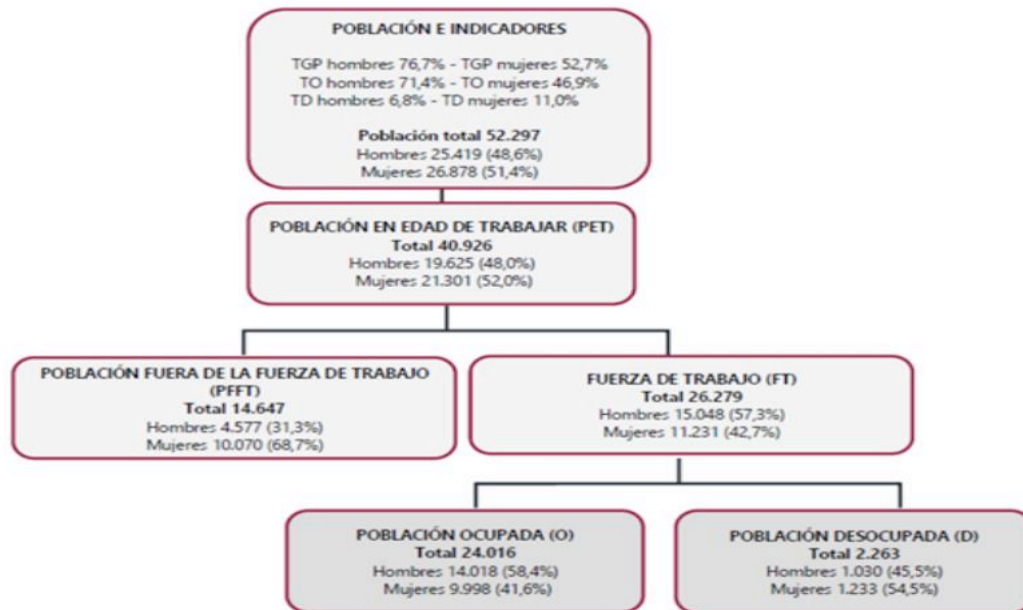 POBLACIÓN E INDICADORES
TGP hombres 76,7% - TGP mujeres 52,7%
TO hombres 71,4% - TO mujeres 46,9%
TD hombres 6,8% - TD mujeres 11,0%
Población total 52.297
Hombres 25.419 (48,6%)
Mujeres 26.878 (51,4%)
POBLACIÓN EN EDAD DE TRABAJAR (PET)
Total 40.926
Hombres 19.625 (48,0%)
Mujeres 21.301 (52,0%)
POBLACIÓN FUERA DE LA FUERZA DE TRABAJO
(PFFT)
Total 14.647
Hombres 4.577 (31,3%)
Mujeres 10.070 (68,7%)
FUERZA DE TRABAJO (FT)
Total 26.279
Hombres 15.048 (57,3%)
Mujeres 11.231 (42,7%)
POBLACIÓN OCUPADA (O)
Total 24.016
Hombres 14.018 (58,4%)
Mujeres 9.998 (41,6%)
POBLACIÓN DESOCUPADA (D)
Total 2.263
Hombres 1.030 (45,5%)
Mujeres 1.233 (54,5%)